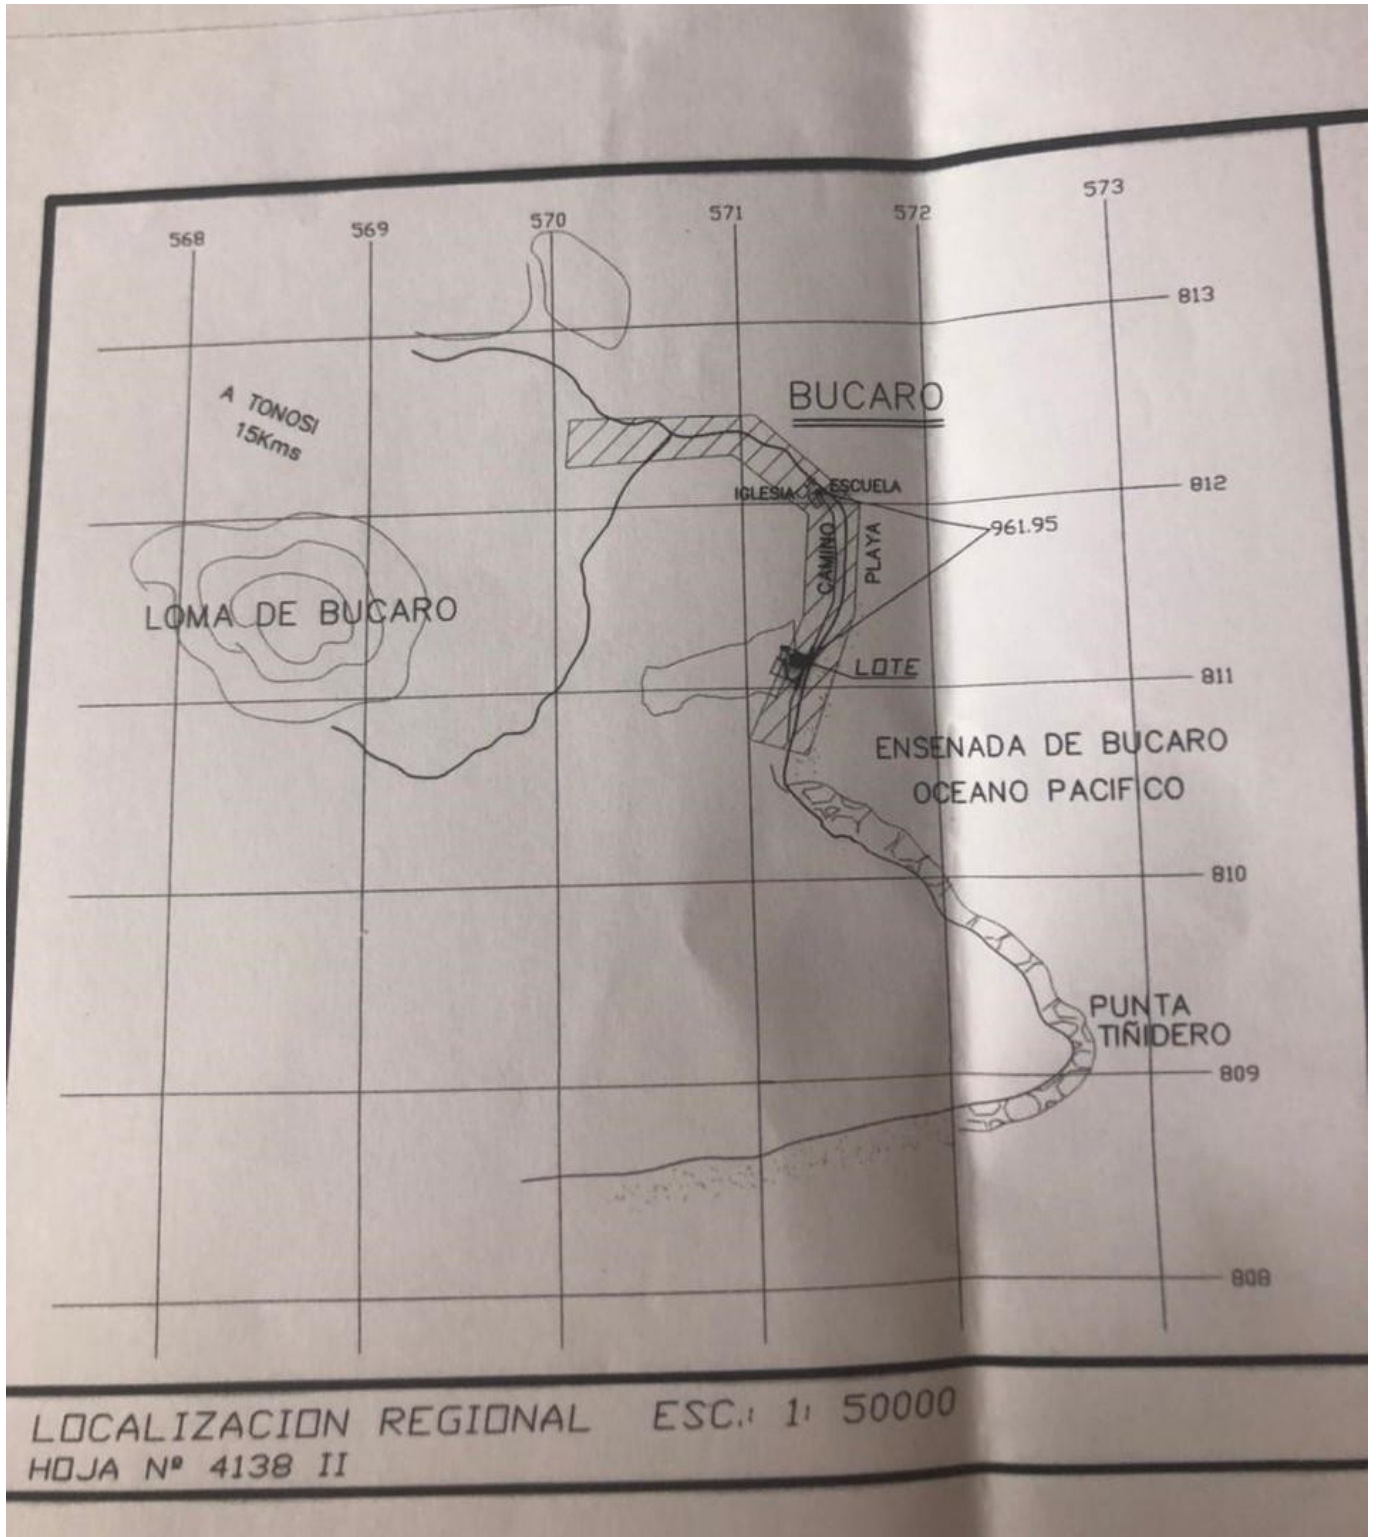 573
572
571
570
569
568
813
A TONOSI
15Kms
BUCARO
812
IGLESIA
ESCUELA
961.95
CAMINO
PLAYA
LOMA DE BUCARO
LOTE
811
ENSENADA DE BUCARO
OCEANO PACIFICO
810
PUNTA
TIÑIDERO
809
808
LOCALIZACION REGIONAL ESC.: 1: 50000
HOJA Nº 4138 II